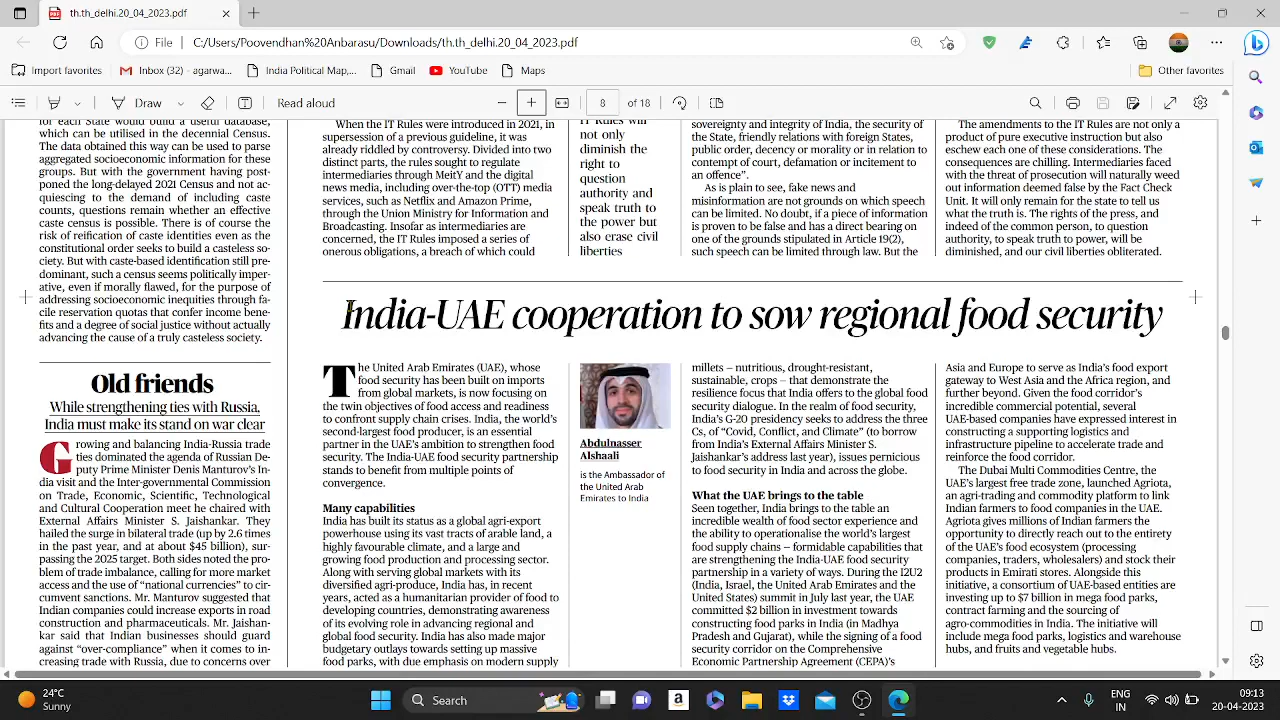 th.th_delhi.20_04_2023.pdf
File
C:/Users/Poovendhan%20Anbarasu/Downloads/th.th_delhi.20_04_2023.pdf
Import favorites
Inbox (32) - agarwa...
India Political Map,...
Gmail
YouTube
Maps
Other favorites
Draw
Read aloud
8
of 18
for each State would build a useful database,
which can be utilised in the decennial Census.
The data obtained this way can be used to parse
aggregated socioeconomic information for these
groups. But with the government having post-
poned the long-delayed 2021 Census and not ac-
quiescing to the demand of including caste
counts, questions remain whether an effective
caste census is possible. There is of course the
risk of reification of caste identities even as the
constitutional order seeks to build a casteless so-
ciety. But with caste-based identification still pre-
dominant, such a census seems politically imper-
ative, even if morally flawed, for the purpose of
addressing socioeconomic inequities through fa-
cile reservation quotas that confer income bene-
fits and a degree of social justice without actually
advancing the cause of a truly casteless society.
Old friends
While strengthening ties with Russia,
India must make its stand on war clear
Growing and balancing India-Russia trade
ties dominated the agenda of Russian De-
puty Prime Minister Denis Manturov's In-
dia visit and the Inter-governmental Commission
on Trade, Economic, Scientific, Technological
and Cultural Cooperation meet he chaired with
External Affairs Minister S. Jaishankar. They
hailed the surge in bilateral trade (up by 2.6 times
in the past year, and at about $45 billion), sur-
passing the 2025 target. Both sides noted the pro-
blem of trade imbalance, calling for more market
access and the use of “national currencies” to cir-
cumvent sanctions. Mr. Manturov suggested that
Indian companies could increase exports in road
construction and pharmaceuticals. Mr. Jaishan-
kar said that Indian businesses should guard
against “over-compliance” when it comes to in-
creasing trade with Russia, due to concerns over
When the IT Rules were introduced in 2021, in
supersession of a previous guideline, it was
already riddled by controversy. Divided into two
distinct parts, the rules sought to regulate
intermediaries through MeitY and the digital
news media, including over-the-top (OTT) media
services, such as Netflix and Amazon Prime,
through the Union Ministry for Information and
Broadcasting. Insofar as intermediaries are
concerned, the IT Rules imposed a series of
onerous obligations, a breach of which could
IT Rules will
not only
diminish the
right to
question
authority and
speak truth to
the power but
also erase civil
liberties
sovereignty and integrity of India, the security of
the State, friendly relations with foreign States,
public order, decency or morality or in relation to
contempt of court, defamation or incitement to
an offence”.
As is plain to see, fake news and
misinformation are not grounds on which speech
can be limited. No doubt, if a piece of information
is proven to be false and has a direct bearing on
one of the grounds stipulated in Article 19(2),
such speech can be limited through law. But the
The amendments to the IT Rules are not only a
product of pure executive instruction but also
eschew each one of these considerations. The
consequences are chilling. Intermediaries faced
with the threat of prosecution will naturally weed
out information deemed false by the Fact Check
Unit. It will only remain for the state to tell us
what the truth is. The rights of the press, and
indeed of the common person, to question
authority, to speak truth to power, will be
diminished, and our civil liberties obliterated.
India-UAE cooperation to sow regional food security
The United Arab Emirates (UAE), whose
food security has been built on imports
from global markets, is now focusing on
the twin objectives of food access and readiness
to confront supply chain crises. India, the world's
second-largest food producer, is an essential
partner in the UAE's ambition to strengthen food
security. The India-UAE food security partnership
stands to benefit from multiple points of
convergence.
Many capabilities
India has built its status as a global agri-export
powerhouse using its vast tracts of arable land, a
highly favourable climate, and a large and
growing food production and processing sector.
Along with serving global markets with its
diversified agri-produce, India has, in recent
years, acted as a humanitarian provider of food to
developing countries, demonstrating awareness
of its evolving role in advancing regional and
global food security. India has also made major
budgetary outlays towards setting up massive
food parks, with due emphasis on modern supply
Abdulnasser
Alshaali
is the Ambassador of
the United Arab
Emirates to India
millets – nutritious, drought-resistant,
sustainable, crops – that demonstrate the
resilience focus that India offers to the global food
security dialogue. In the realm of food security,
India's G-20 presidency seeks to address the three
Cs, of “Covid, Conflict, and Climate” (to borrow
from India's External Affairs Minister S.
Jaishankar's address last year), issues pernicious
to food security in India and across the globe.
What the UAE brings to the table
Seen together, India brings to the table an
incredible wealth of food sector experience and
the ability to operationalise the world's largest
food supply chains – formidable capabilities that
are strengthening the India-UAE food security
partnership in a variety of ways. During the I2U2
(India, Israel, the United Arab Emirates and the
United States) summit in July last year, the UAE
committed $2 billion in investment towards
constructing food parks in India (in Madhya
Pradesh and Gujarat), while the signing of a food
security corridor on the Comprehensive
Economic Partnership Agreement (CEPA)'s
Asia and Europe to serve as India's food export
gateway to West Asia and the Africa region, and
further beyond. Given the food corridor's
incredible commercial potential, several
UAE-based companies have expressed interest in
constructing a supporting logistics and
infrastructure pipeline to accelerate trade and
reinforce the food corridor.
The Dubai Multi Commodities Centre, the
UAE's largest free trade zone, launched Agriota,
an agri-trading and commodity platform to link
Indian farmers to food companies in the UAE.
Agriota gives millions of Indian farmers the
opportunity to directly reach out to the entirety
of the UAE's food ecosystem (processing
companies, traders, wholesalers) and stock their
products in Emirati stores. Alongside this
initiative, a consortium of UAE-based entities are
investing up to $7 billion in mega food parks,
contract farming and the sourcing of
agro-commodities in India. The initiative will
include mega food parks, logistics and warehouse
hubs, and fruits and vegetable hubs.
24°C
Sunny
Search
ENG
IN
09:13
20-04-2023